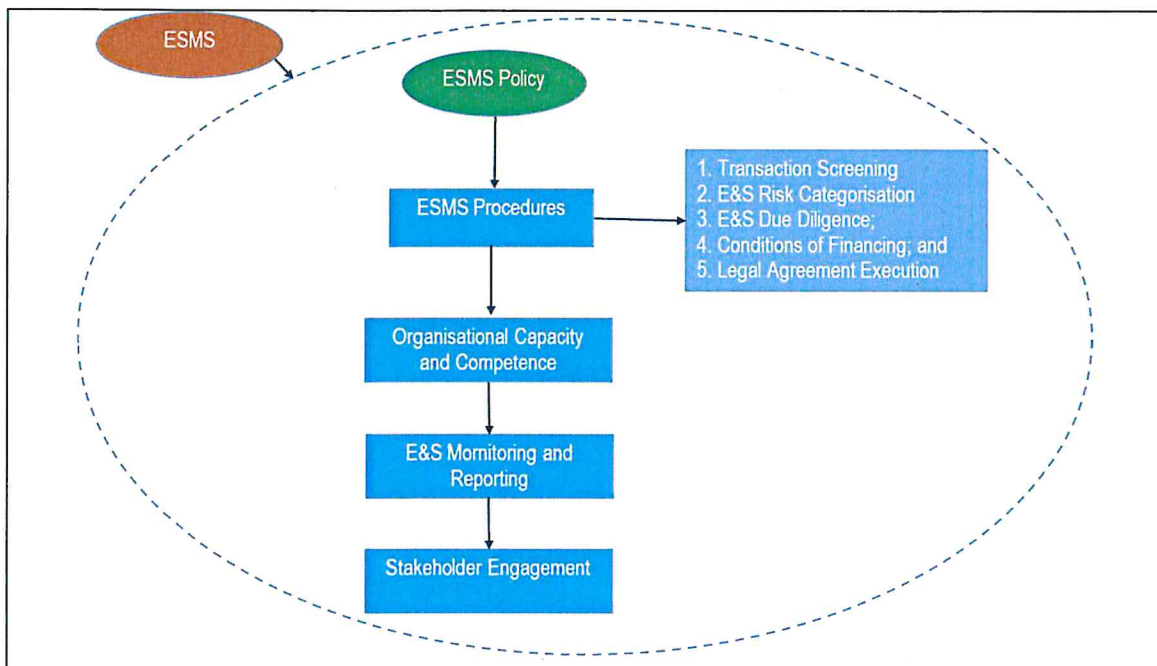 ESMS
ESMS Policy
ESMS Procedures
1. Transaction Screening
2. E&S Risk Categorisation
3. E&S Due Diligence;
4. Conditions of Financing; and
5. Legal Agreement Execution
Organisational Capacity
and Competence
E&S Mornitoring and
Reporting
Stakeholder Engagement